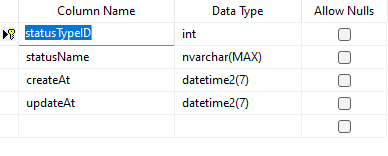 Column Name Data Type Allow Nulls
statusTypeID int
statusName nvarchar(MAX)
createAt datetime2(7)
updateAt datetime2(7)